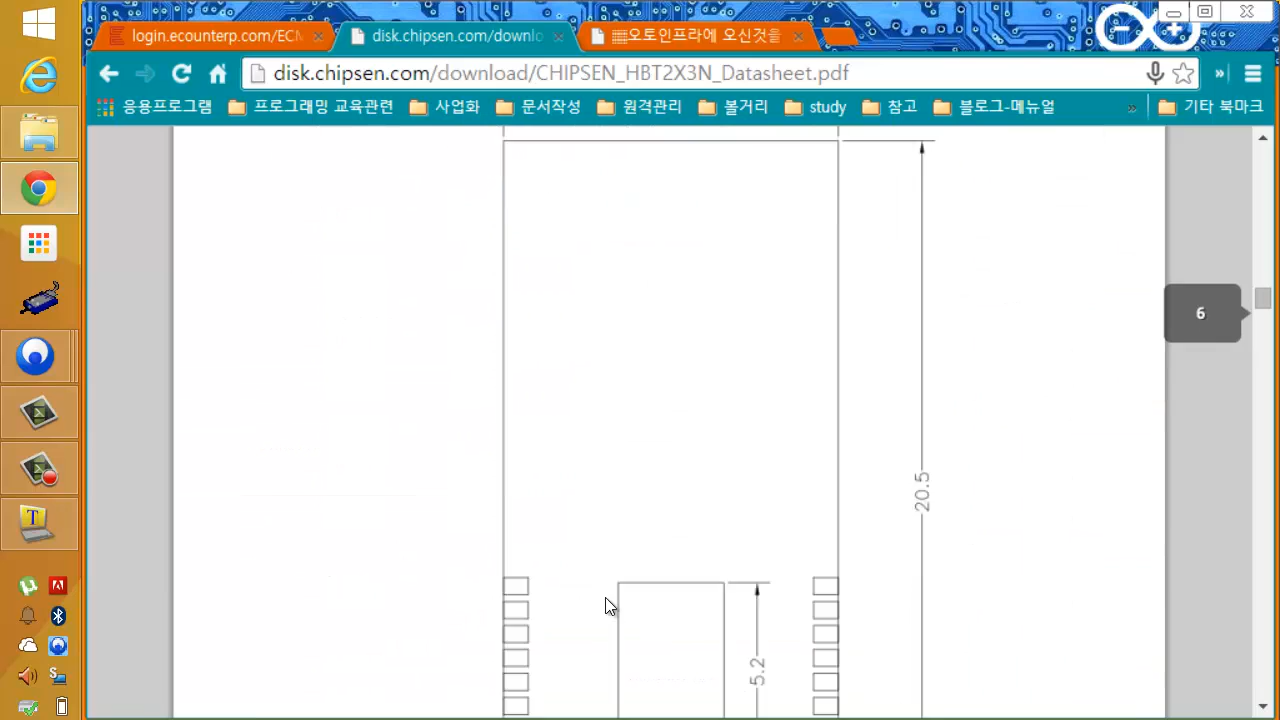 login.ecounterp.com/ECM
disk.chipsen.com/downlo
오토인프라에 오신것을
disk.chipsen.com/download/CHIPSEN_HBT2X3N_Datasheet.pdf
응용프로그램 프로그래밍 교육관련 사업화 문서작성 원격관리 볼거리 study 참고 블로그-메뉴얼 » 기타 북마크
6
20.5
5.2